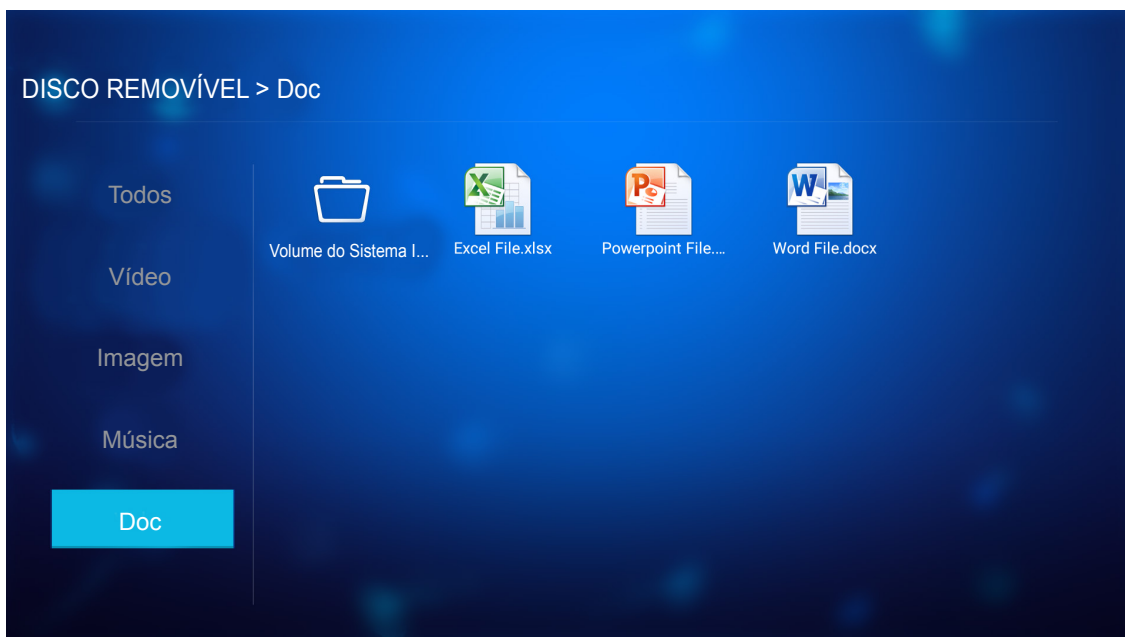 DISCO REMOVÍVEL > Doc
Todos
Vídeo
Imagem
Música
Doc
Volume do Sistema I...
Excel File.xlsx
Powerpoint File....
Word File.docx